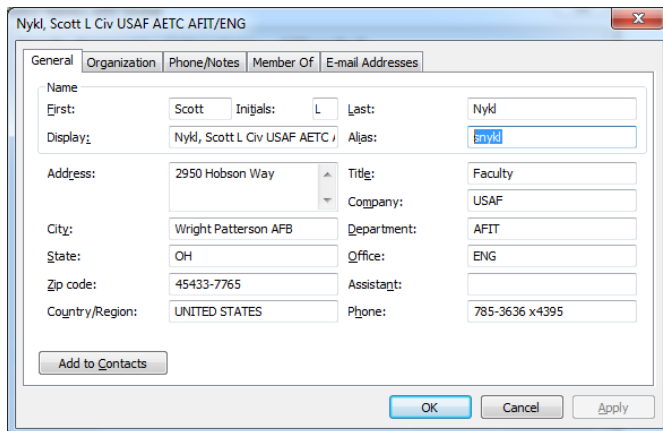 Nykl, Scott L Civ USAF AETC AFIT/ENG
General Organization Phone/Notes Member Of E-mail Addresses
Name
First: Scott Initials: L Last: Nykl
Display: Nykl, Scott L Civ USAF AETC A Alias: snykl
Address: 2950 Hobson Way Title: Faculty
Company: USAF
City: Wright Patterson AFB Department: AFIT
State: OH Office: ENG
Zip code: 45433-7765 Assistant:
Country/Region: UNITED STATES Phone: 785-3636 x4395
Add to Contacts
OK Cancel Apply